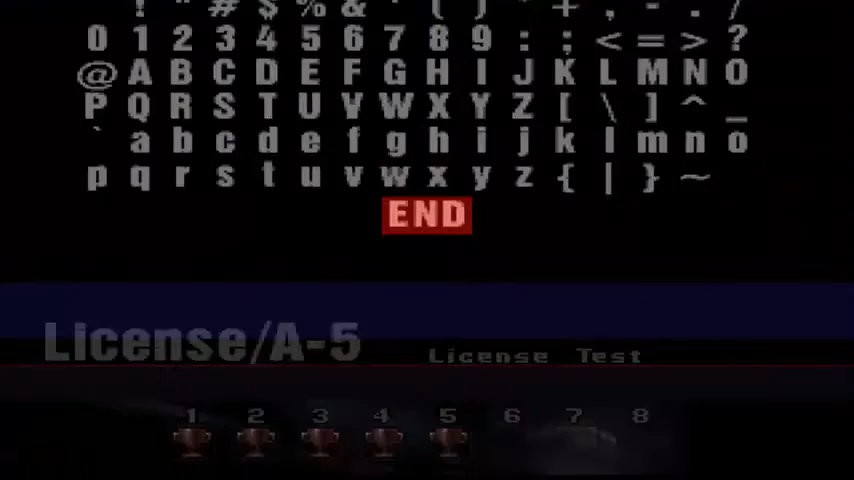 ! " # $ % & ' ( ) * + , - . /
0 1 2 3 4 5 6 7 8 9 : ; < = > ?
@ A B C D E F G H I J K L M N O
P Q R S T U V W X Y Z [ \ ] ^ _
` a b c d e f g h i j k l m n o
p q r s t u v w x y z { | } ~
END
License/A-5
License Test
1 2 3 4 5 6 7 8